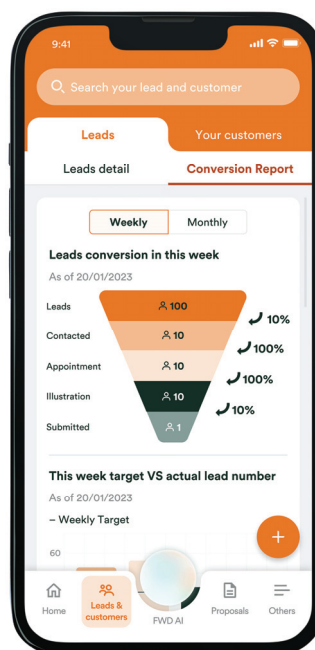 9:41
Search your lead and customer
Leads Your customers
Leads detail Conversion Report
Weekly Monthly
Leads conversion in this week
As of 20/01/2023
Leads 100
10%
Contacted 10
100%
Appointment 10
100%
Illustration 10
10%
Submitted 1
This week target VS actual lead number
As of 20/01/2023
– Weekly Target
60
+
Home Leads & customers FWD AI Proposals Others